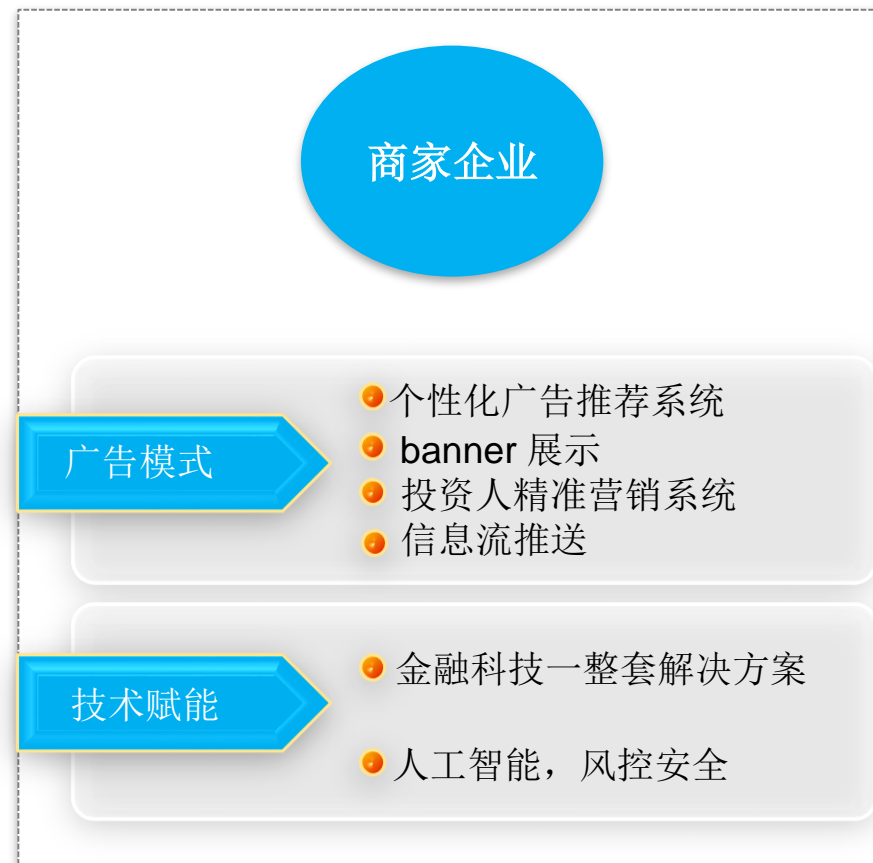 商家企业
广告模式
个性化广告推荐系统
banner 展示
投资人精准营销系统
信息流推送
技术赋能
金融科技一整套解决方案
人工智能，风控安全